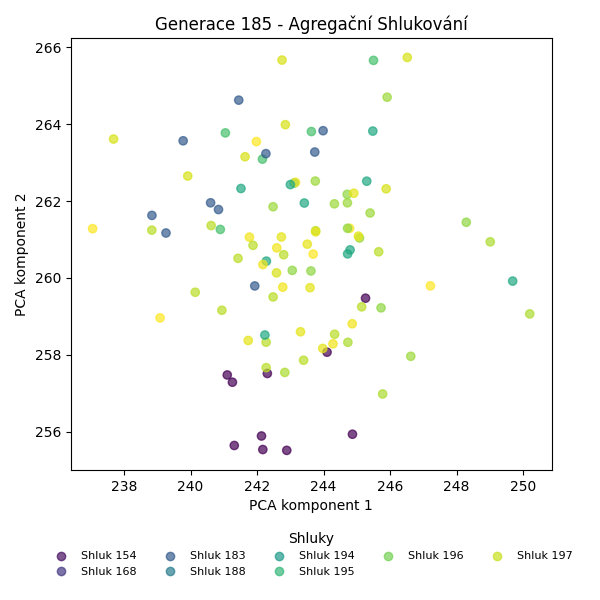 Generace 185 - Agregační Shlukování
266
264
262
260
258
256
PCA komponent 2
238 240 242 244 246 248 250
PCA komponent 1
Shluky
Shluk 154 Shluk 183 Shluk 194 Shluk 196 Shluk 197
Shluk 168 Shluk 188 Shluk 195